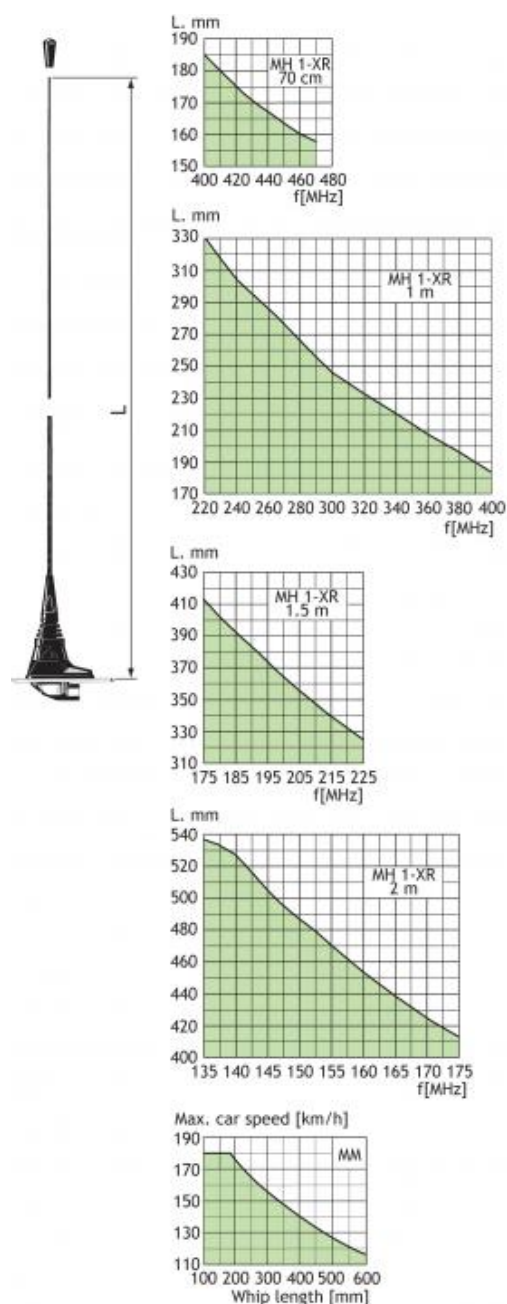 L. mm
190
180
170
160
150
MH 1-XR
70 cm
400 420 440 460 480
f[MHz]
L. mm
330
310
290
270
250
230
210
190
170
MH 1-XR
1 m
220 240 260 280 300 320 340 360 380 400
f[MHz]
L
L. mm
430
410
390
370
350
330
310
MH 1-XR
1.5 m
175 185 195 205 215 225
f[MHz]
L. mm
540
520
500
480
460
440
420
400
MH 1-XR
2 m
135 140 145 150 155 160 165 170 175
f[MHz]
Max. car speed [km/h]
190
170
150
130
110
MM
100 200 300 400 500 600
Whip length [mm]